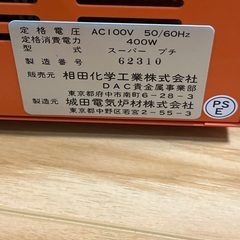 定格電圧 AC100V 50/60Hz
定格消費電力 400W
型式 スーパー プチ
製造番号 62310
販売元 相田化学工業株式会社
DAC貴金属事業部
東京都府中市南町6-28-3
製造元 城田電気炉材株式会社
東京都中野区若宮2-55-3
PS
E